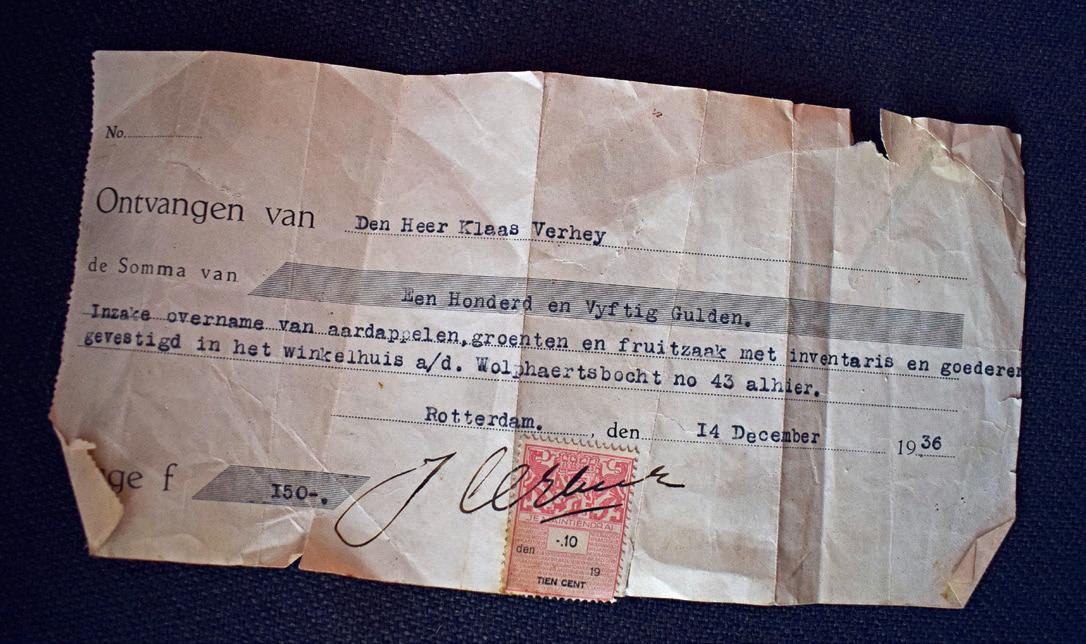 No.
Ontvangen van Den Heer Klaas Verhey
de Somma van Een Honderd en Vyftig Gulden.
Inzake overname van aardappelen,groenten en fruitzaak met inventaris en goederen
gevestigd in het winkelhuis a/d. Wolphaertsbocht no 43 alhier.
Rotterdam. , den 14 December 1936
ge f 150-.
JE MAINTIENDRAI
-.10
den 19
TIEN CENT